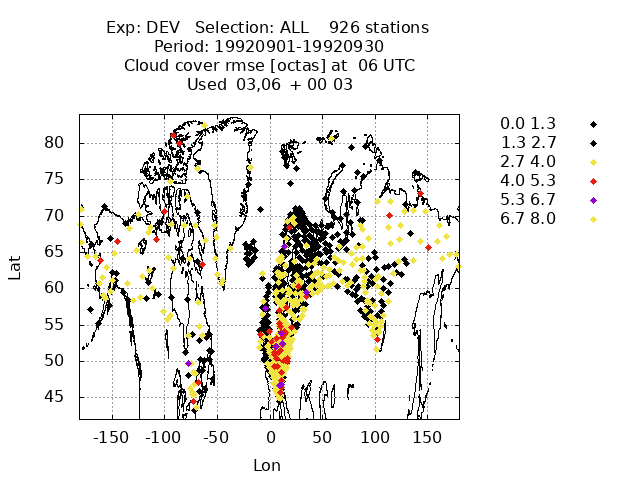 Exp: DEV   Selection: ALL    926 stations
Period: 19920901-19920930
Cloud cover rmse [octas] at  06 UTC
Used  03,06  + 00 03
0.0 1.3
1.3 2.7
2.7 4.0
4.0 5.3
5.3 6.7
6.7 8.0
80
75
70
65
60
55
50
45
Lat
-150 -100 -50 0 50 100 150
Lon